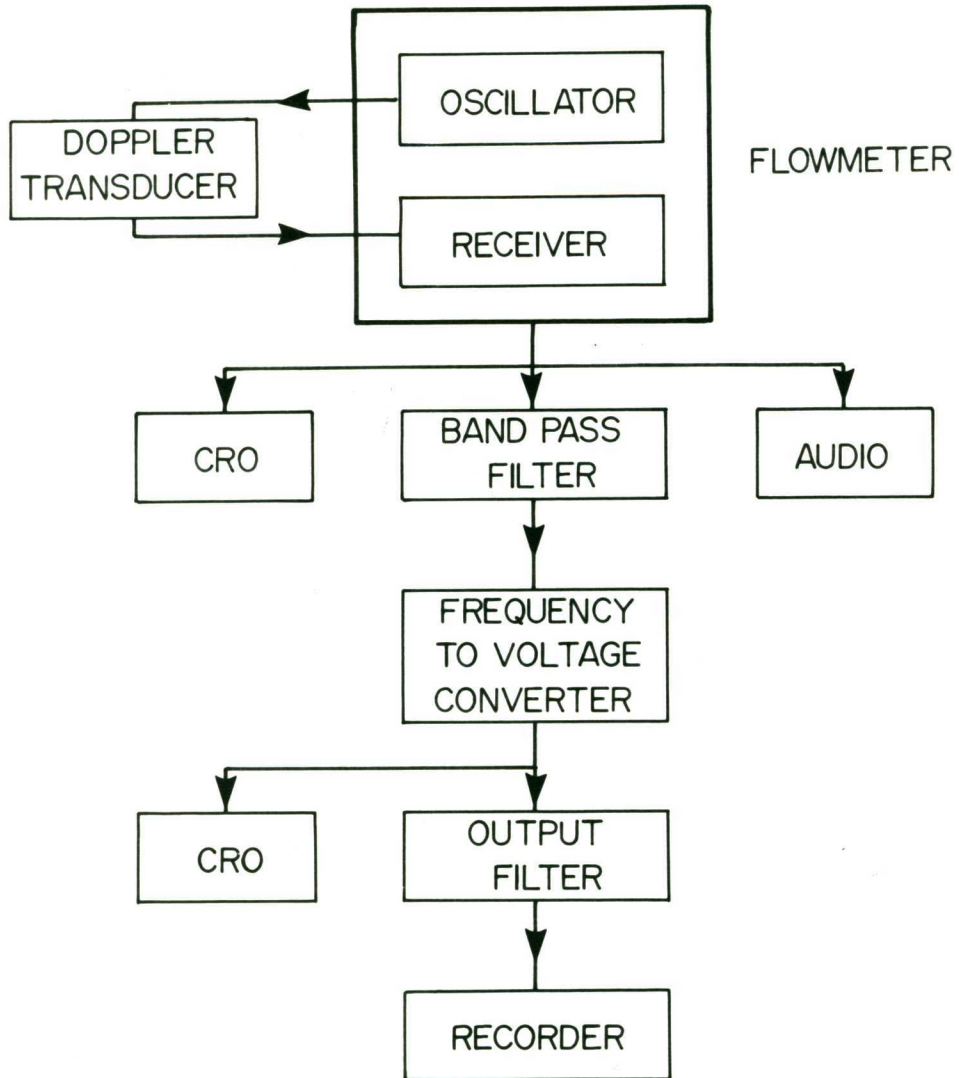 OSCILLATOR
DOPPLER
TRANSDUCER
FLOWMETER
RECEIVER
CRO
BAND PASS
FILTER
AUDIO
FREQUENCY
TO VOLTAGE
CONVERTER
CRO
OUTPUT
FILTER
RECORDER